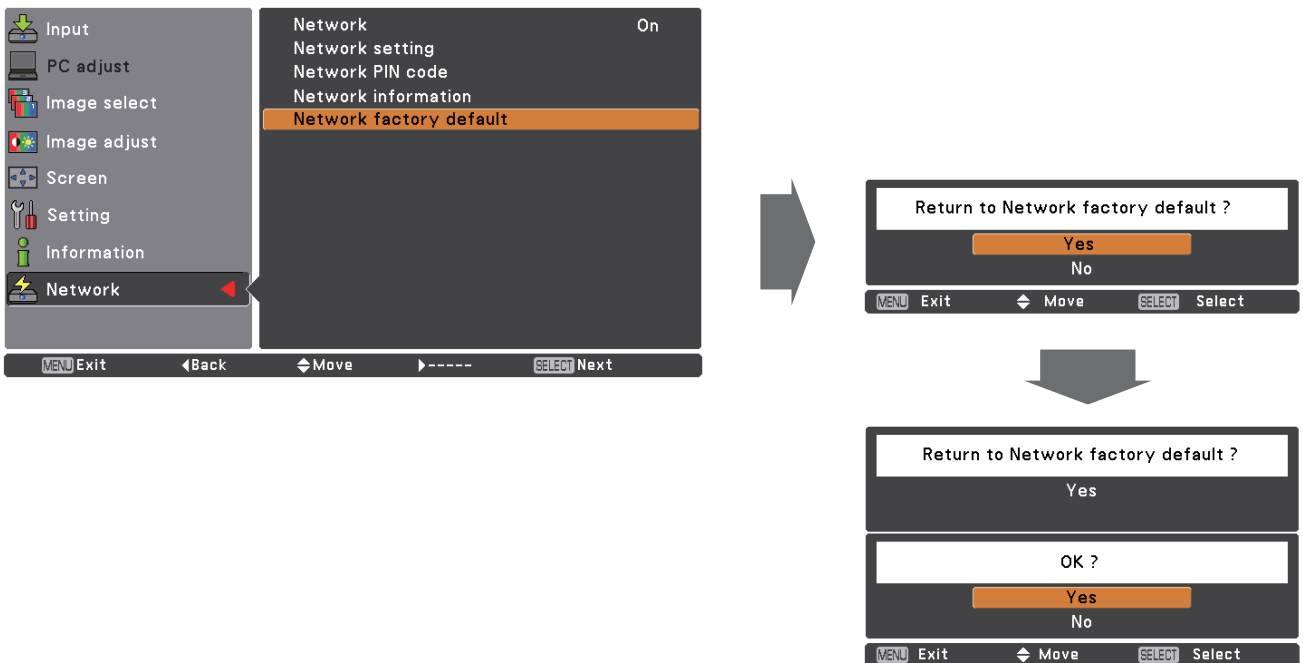 Input
PC adjust
Image select
Image adjust
Screen
Setting
Information
Network
Network On
Network setting
Network PIN code
Network information
Network factory default
MENU Exit Back Move ----- SELECT Next
Return to Network factory default ?
Yes
No
MENU Exit Move SELECT Select
Return to Network factory default ?
Yes
OK ?
Yes
No
MENU Exit Move SELECT Select